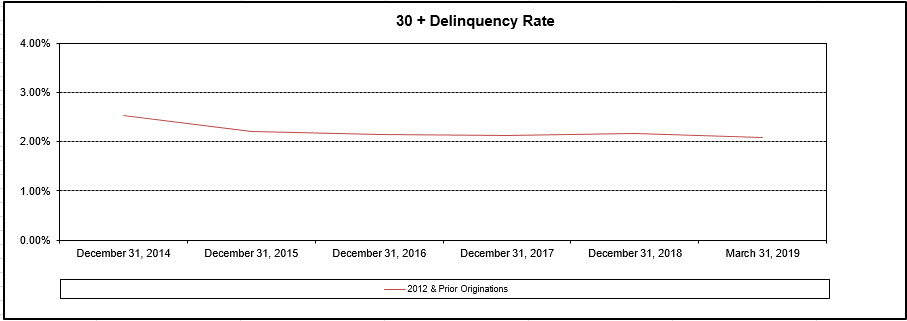 30 + Delinquency Rate
4.00%
3.00%
2.00%
1.00%
0.00%
December 31, 2014 December 31, 2015 December 31, 2016 December 31, 2017 December 31, 2018 March 31, 2019
2012 & Prior Originations